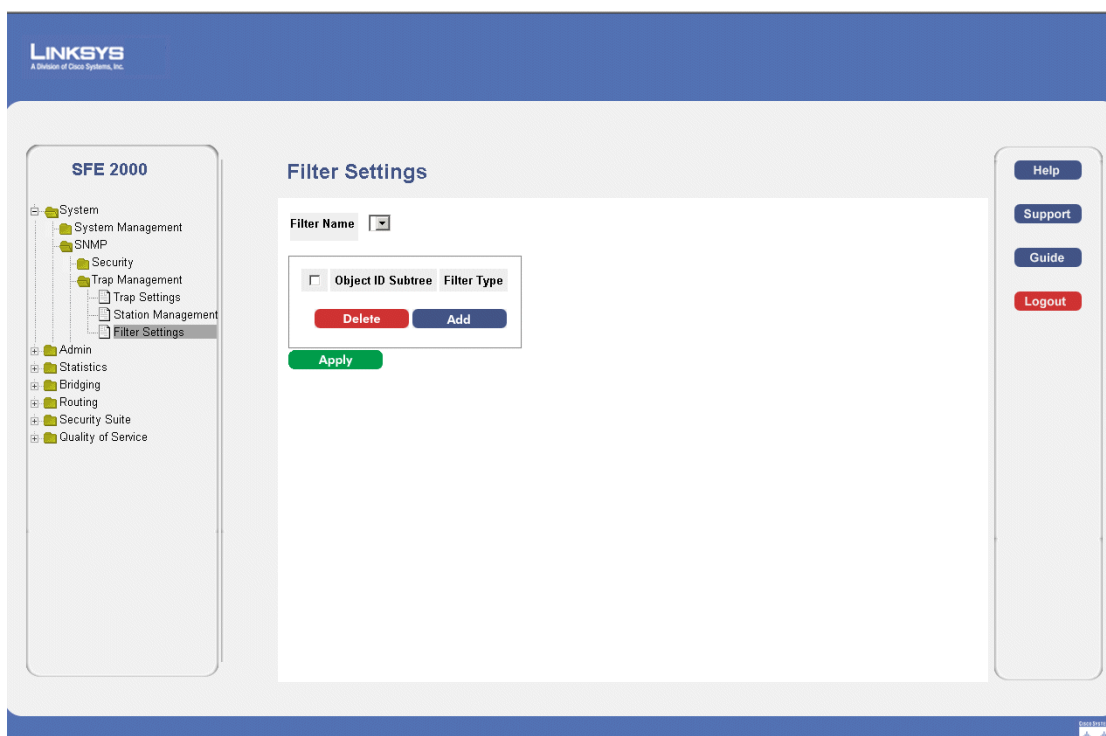 LINKSYS
A Division of Cisco Systems, Inc.
SFE 2000
System
System Management
SNMP
Security
Trap Management
Trap Settings
Station Management
Filter Settings
Admin
Statistics
Bridging
Routing
Security Suite
Quality of Service
Filter Settings
Filter Name
Object ID Subtree Filter Type
Delete Add
Apply
Help
Support
Guide
Logout